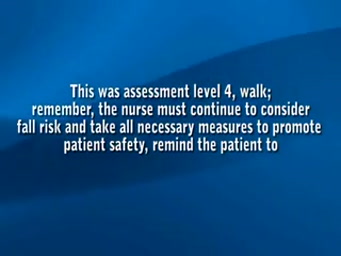 This was assessment level 4, walk;
remember, the nurse must continue to consider
fall risk and take all necessary measures to promote
patient safety, remind the patient to